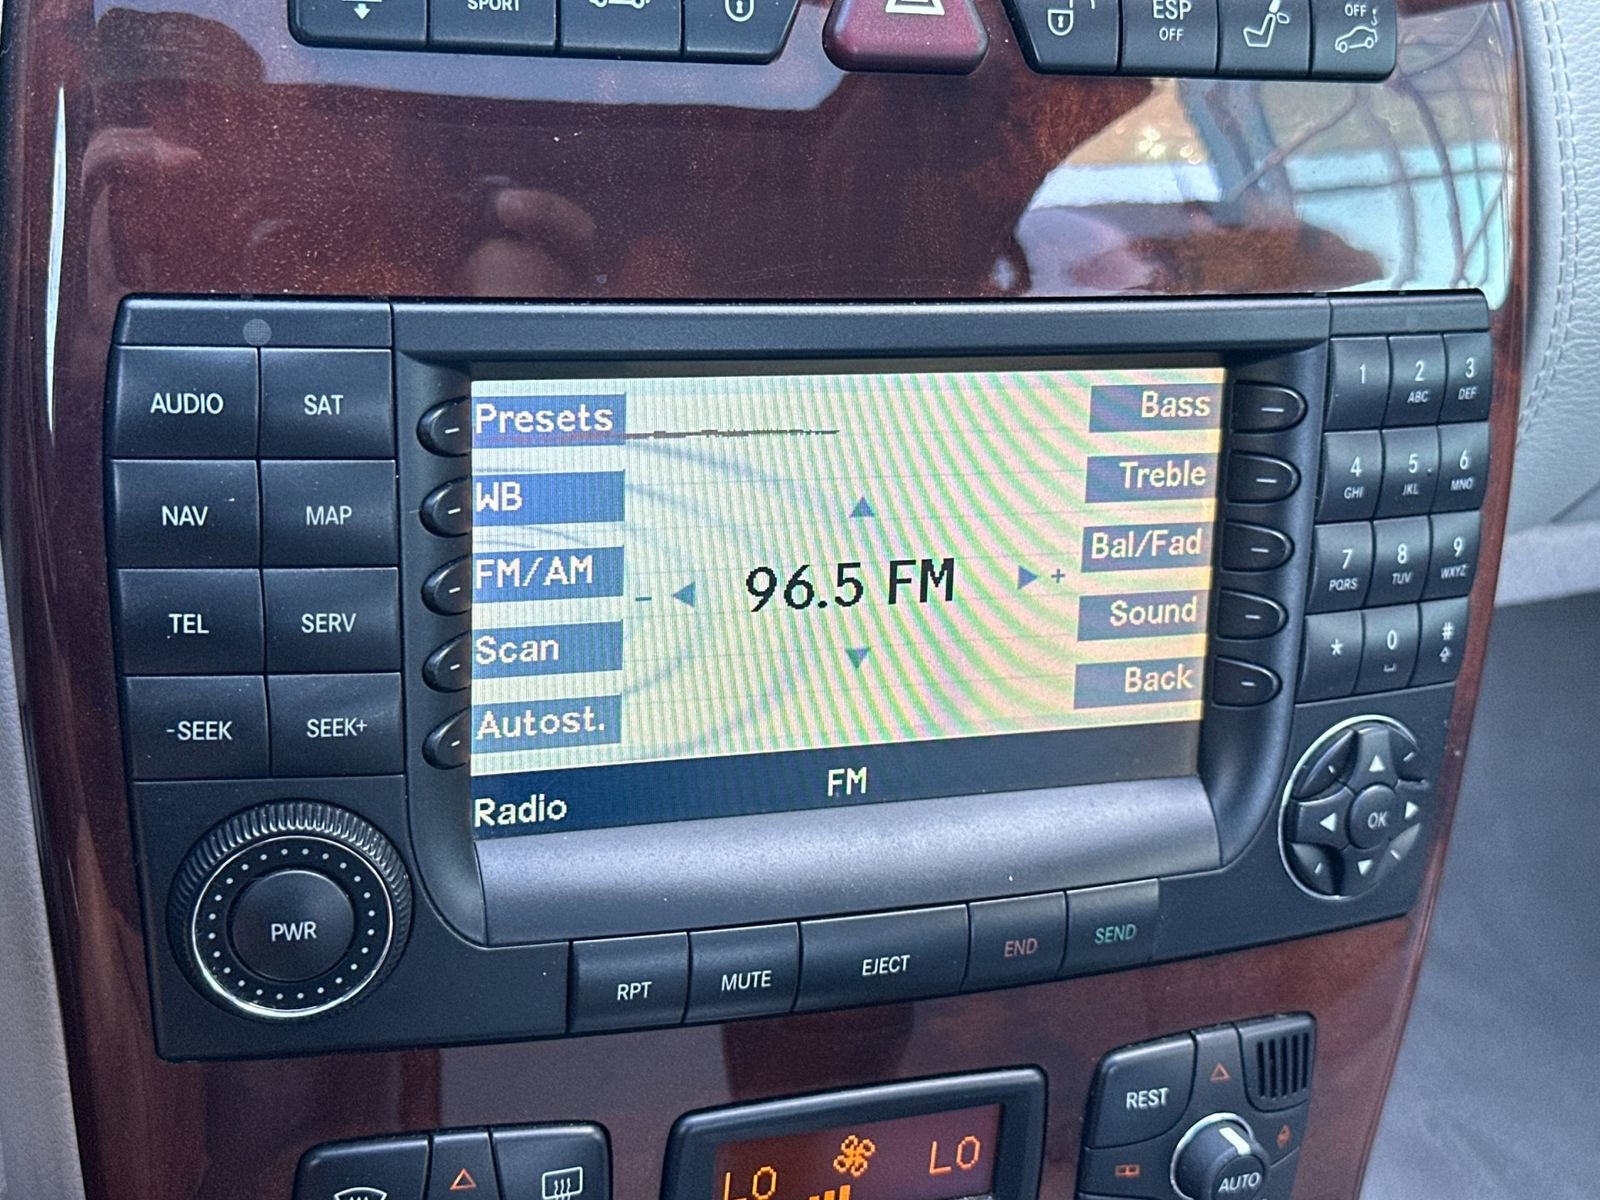 SPORT
ESP
OFF
OFF
AUDIO
SAT
NAV
MAP
TEL
SERV
-SEEK
SEEK+
PWR
Presets
WB
FM/AM
Scan
Autost.
- 96.5 FM +
Bass
Treble
Bal/Fad
Sound
Back
FM
Radio
1
2
ABC
3
DEF
4
GHI
5
JKL
6
MNO
7
PQRS
8
TUV
9
WXYZ
*
0
#
OK
RPT
MUTE
EJECT
END
SEND
REST
LO
LO
AUTO